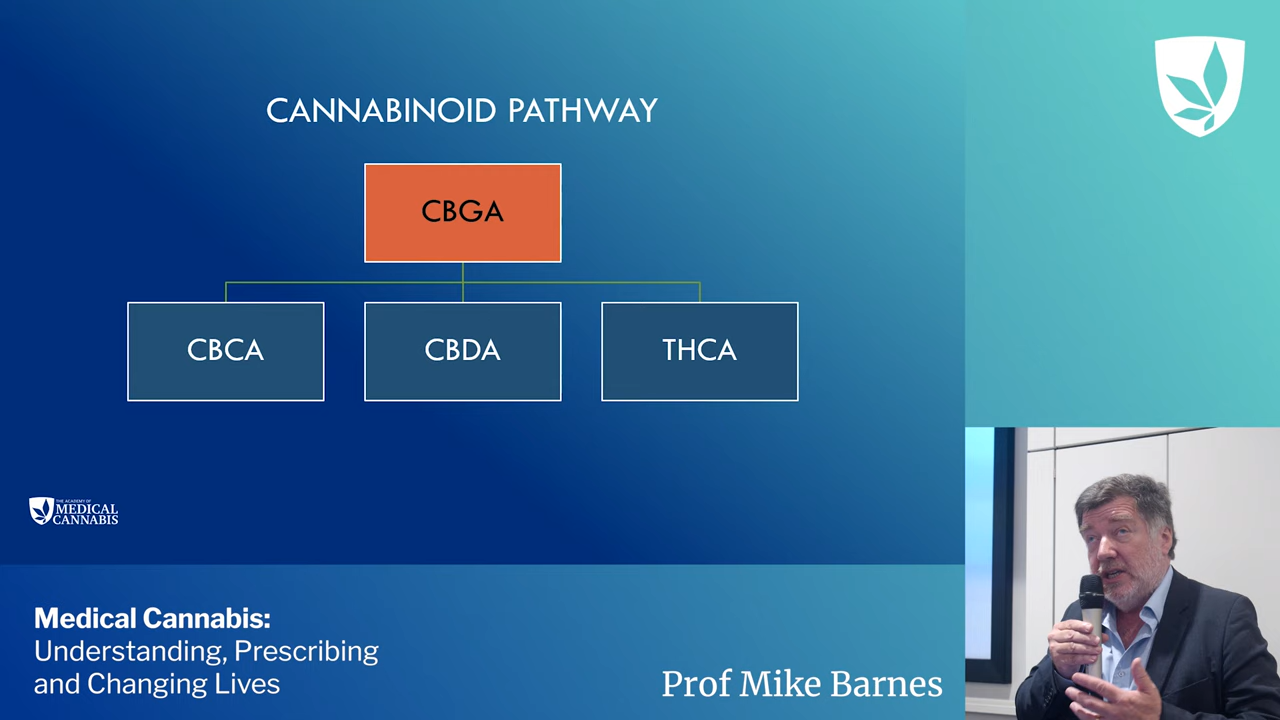 CANNABINOID PATHWAY
CBGA
CBCA
CBDA
THCA
THE ACADEMY OF
MEDICAL
CANNABIS
Medical Cannabis:
Understanding, Prescribing
and Changing Lives
Prof Mike Barnes